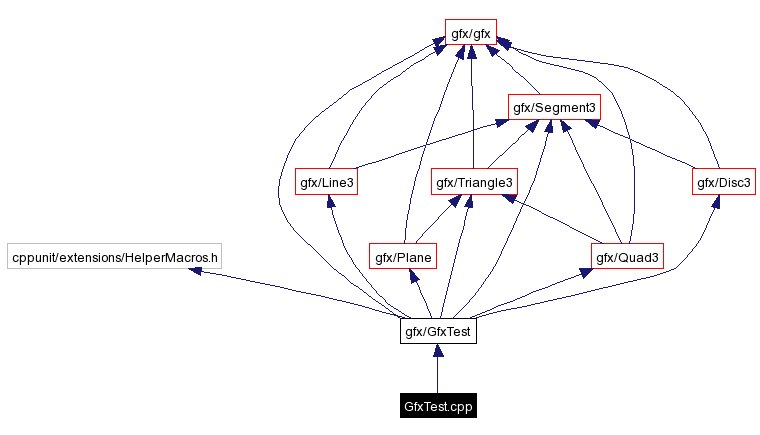 gfx/gfx
gfx/Segment3
gfx/Line3
gfx/Triangle3
gfx/Disc3
cppunit/extensions/HelperMacros.h
gfx/Plane
gfx/Quad3
gfx/GfxTest
GfxTest.cpp